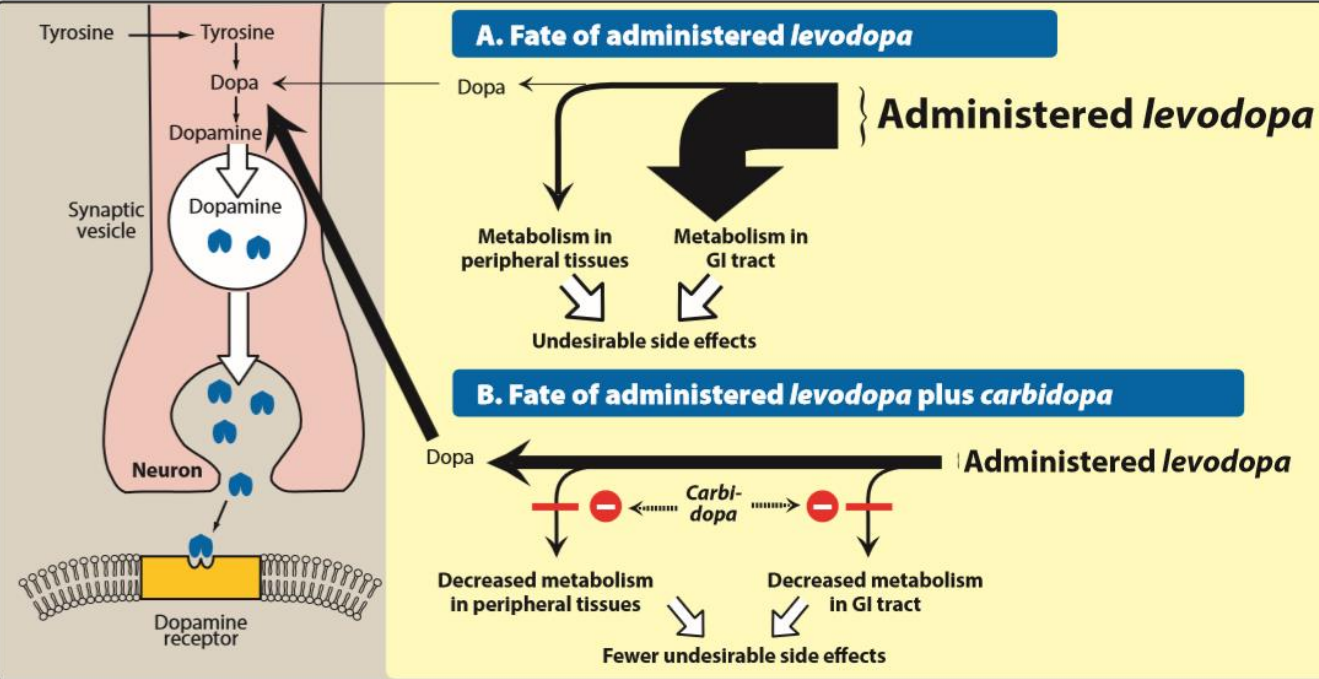 Tyrosine
Tyrosine
Dopa
Dopamine
Dopamine
Synaptic
vesicle
Neuron
Dopamine
receptor
A. Fate of administered levodopa
Dopa
Administered levodopa
Metabolism in
peripheral tissues
Metabolism in
GI tract
Undesirable side effects
B. Fate of administered levodopa plus carbidopa
Dopa
Administered levodopa
Carbi-
dopa
Decreased metabolism
in peripheral tissues
Decreased metabolism
in GI tract
Fewer undesirable side effects